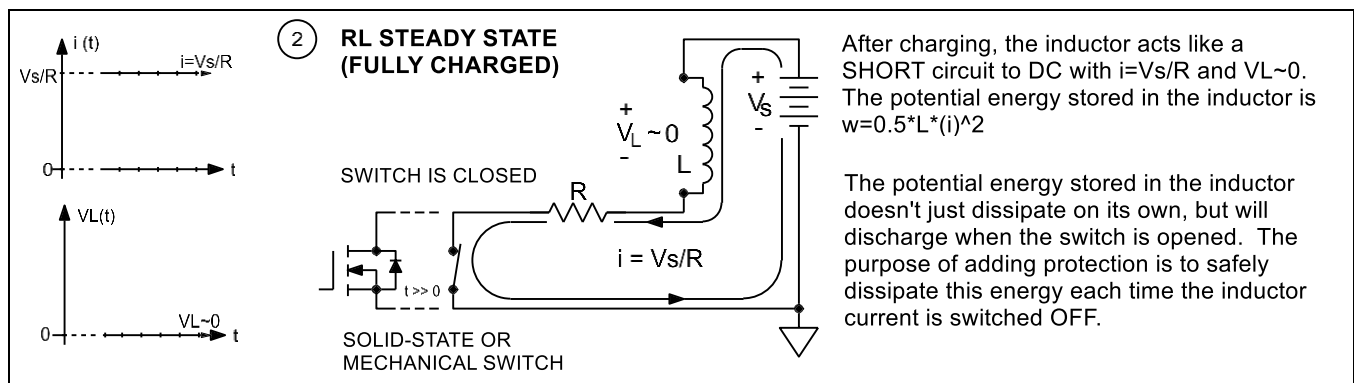 i (t)
Vs/R
i=Vs/R
0
t
VL(t)
VL~0
0
t
2
RL STEADY STATE
(FULLY CHARGED)
+
VL ~0
-
L
+
Vs
-
SWITCH IS CLOSED
R
i = Vs/R
t >> 0
SOLID-STATE OR
MECHANICAL SWITCH
After charging, the inductor acts like a
SHORT circuit to DC with i=Vs/R and VL~0.
The potential energy stored in the inductor is
w=0.5*L*(i)^2
The potential energy stored in the inductor
doesn't just dissipate on its own, but will
discharge when the switch is opened.  The
purpose of adding protection is to safely
dissipate this energy each time the inductor
current is switched OFF.